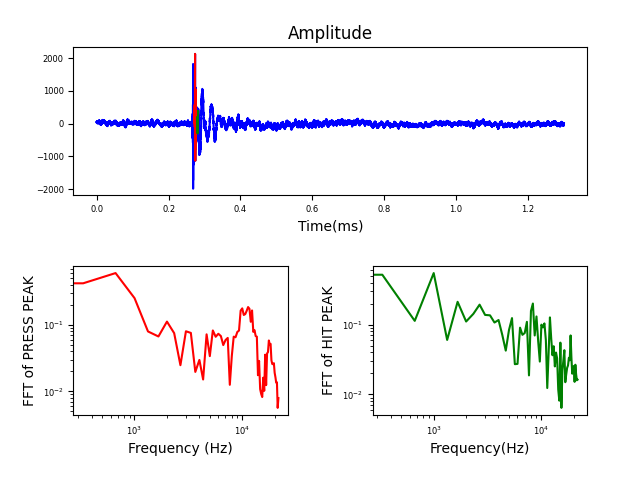 Amplitude
2000
1000
0
−1000
−2000
0.0 0.2 0.4 0.6 0.8 1.0 1.2
Time(ms)
FFT of PRESS PEAK
10⁻¹
10⁻²
10³ 10⁴
Frequency (Hz)
FFT of HIT PEAK
10⁻¹
10⁻²
10³ 10⁴
Frequency(Hz)